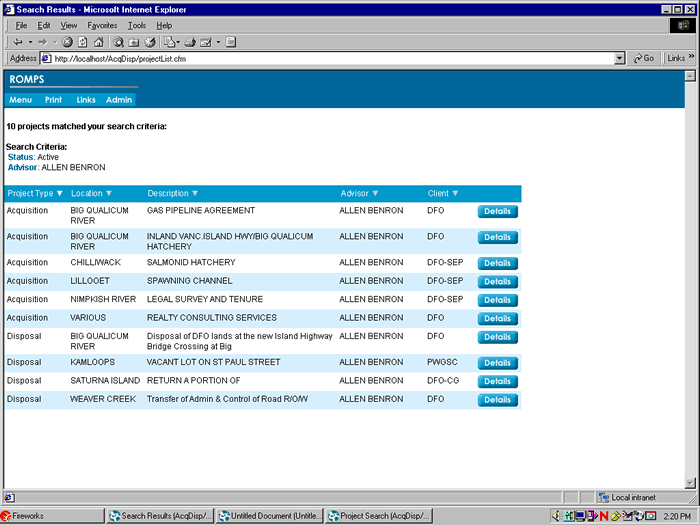 Search Results - Microsoft Internet Explorer
File Edit View Favorites Tools Help
Address http://localhost/AcqDisp/projectList.cfm Go Links »
ROMPS
Menu Print Links Admin
10 projects matched your search criteria:
Search Criteria:
Status: Active
Advisor: ALLEN BENRON
Project Type ▼ Location ▼ Description ▼ Advisor ▼ Client ▼
Acquisition BIG QUALICUM RIVER GAS PIPELINE AGREEMENT ALLEN BENRON DFO Details
Acquisition BIG QUALICUM RIVER INLAND VANC.ISLAND HWY/BIG QUALICUM HATCHERY ALLEN BENRON DFO Details
Acquisition CHILLIWACK SALMONID HATCHERY ALLEN BENRON DFO-SEP Details
Acquisition LILLOOET SPAWNING CHANNEL ALLEN BENRON DFO-SEP Details
Acquisition NIMPKISH RIVER LEGAL SURVEY AND TENURE ALLEN BENRON DFO-SEP Details
Acquisition VARIOUS REALTY CONSULTING SERVICES ALLEN BENRON DFO Details
Disposal BIG QUALICUM RIVER Disposal of DFO lands at the new Island Highway Bridge Crossing at Big ALLEN BENRON DFO Details
Disposal KAMLOOPS VACANT LOT ON ST PAUL STREET ALLEN BENRON PWGSC Details
Disposal SATURNA ISLAND RETURN A PORTION OF ALLEN BENRON DFO-CG Details
Disposal WEAVER CREEK Transfer of Admin & Control of Road R/O/W ALLEN BENRON DFO Details
Local intranet
Fireworks Search Results (AcqDisp/... Untitled Document (Untitle... Project Search (AcqDisp/... 2:20 PM